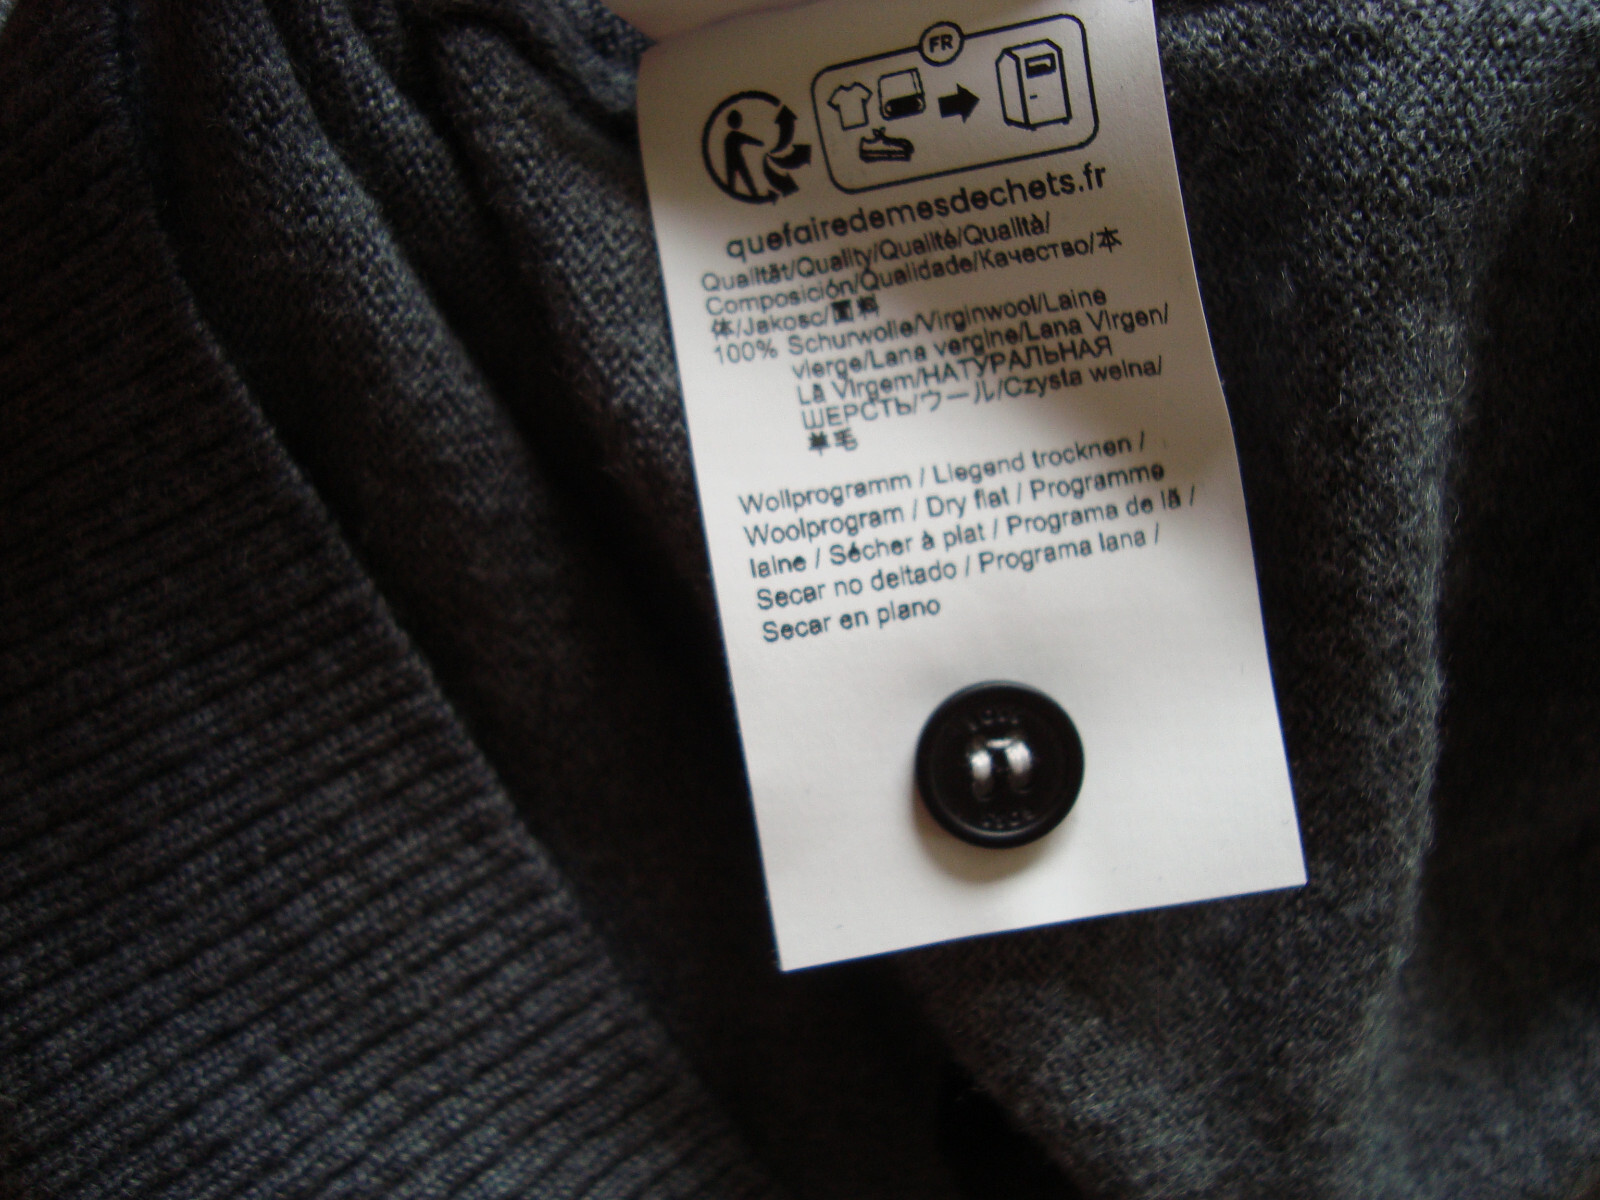 FR
quefairedemesdechets.fr
Qualität/Quality/Qualité/Qualità/
Composición/Qualidade/Качество/本
体/Jakosc/面料
100% Schurwolle/Virginwool/Laine
vierge/Lana vergine/Lana Virgen/
Lã Virgem/НАТУРАЛЬНАЯ
ШЕРСТЬ/ウール/Czysta welna/
羊毛
Wollprogramm / Liegend trocknen /
Woolprogram / Dry flat / Programme
laine / Sécher à plat / Programa de lã /
Secar no deitado / Programa lana /
Secar en plano